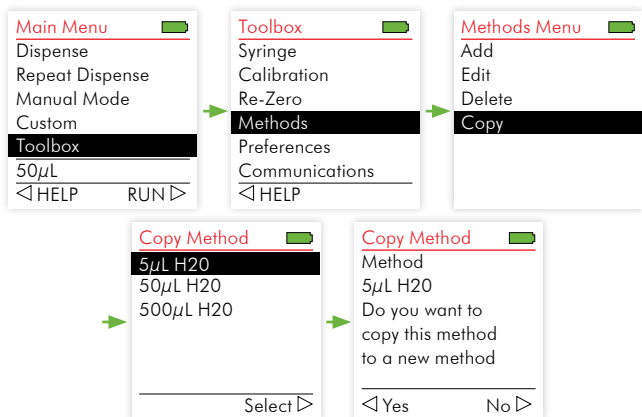 Main Menu
Dispense
Repeat Dispense
Manual Mode
Custom
Toolbox
50µL
◁ HELP RUN ▷
Toolbox
Syringe
Calibration
Re-Zero
Methods
Preferences
Communications
◁ HELP
Methods Menu
Add
Edit
Delete
Copy
Copy Method
5µL H20
50µL H20
500µL H20
Select ▷
Copy Method
Method
5µL H20
Do you want to
copy this method
to a new method
◁ Yes No ▷